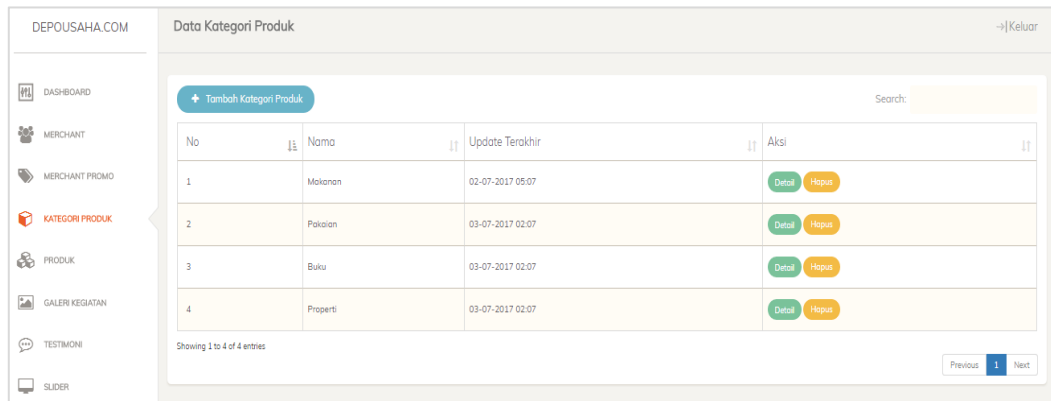 DEPOUSAHA.COM
Data Kategori Produk
Keluar
DASHBOARD
MERCHANT
MERCHANT PROMO
KATEGORI PRODUK
PRODUK
GALERI KEGIATAN
TESTIMONI
SLIDER
+ Tambah Kategori Produk
Search:
No Nama Update Terakhir Aksi
1 Makanan 02-07-2017 05:07 Detail Hapus
2 Pakaian 03-07-2017 02:07 Detail Hapus
3 Buku 03-07-2017 02:07 Detail Hapus
4 Properti 03-07-2017 02:07 Detail Hapus
Showing 1 to 4 of 4 entries
Previous 1 Next